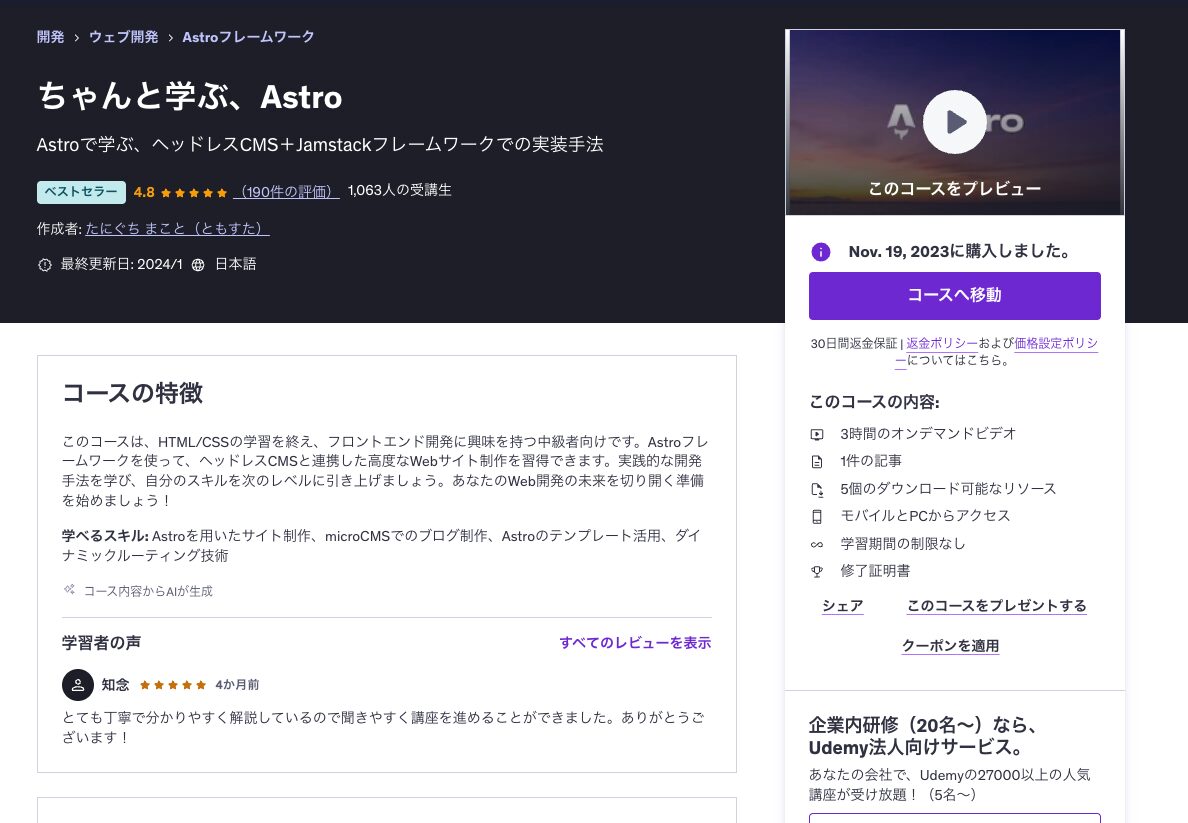 開発 › ウェブ開発 › Astroフレームワーク
ちゃんと学ぶ、Astro
Astroで学ぶ、ヘッドレスCMS＋Jamstackフレームワークでの実装手法
ベストセラー 4.8 ★★★★★ （190件の評価） 1,063人の受講生
作成者: たにぐち まこと（ともすた）
最終更新日: 2024/1 日本語
コースの特徴
このコースは、HTML/CSSの学習を終え、フロントエンド開発に興味を持つ中級者向けです。Astroフレ
ームワークを使って、ヘッドレスCMSと連携した高度なWebサイト制作を習得できます。実践的な開発
手法を学び、自分のスキルを次のレベルに引き上げましょう。あなたのWeb開発の未来を切り開く準備
を始めましょう！
学べるスキル: Astroを用いたサイト制作、microCMSでのブログ制作、Astroのテンプレート活用、ダイ
ナミックルーティング技術
コース内容からAIが生成
学習者の声 すべてのレビューを表示
知念 ★★★★★ 4か月前
とても丁寧で分かりやすく解説しているので聞きやすく講座を進めることができました。ありがとうご
ざいます！
このコースをプレビュー
Nov. 19, 2023に購入しました。
コースへ移動
30日間返金保証 | 返金ポリシーおよび価格設定ポリシ
ーについてはこちら。
このコースの内容:
3時間のオンデマンドビデオ
1件の記事
5個のダウンロード可能なリソース
モバイルとPCからアクセス
学習期間の制限なし
修了証明書
シェア このコースをプレゼントする
クーポンを適用
企業内研修（20名〜）なら、
Udemy法人向けサービス。
あなたの会社で、Udemyの27000以上の人気
講座が受け放題！（5名〜）